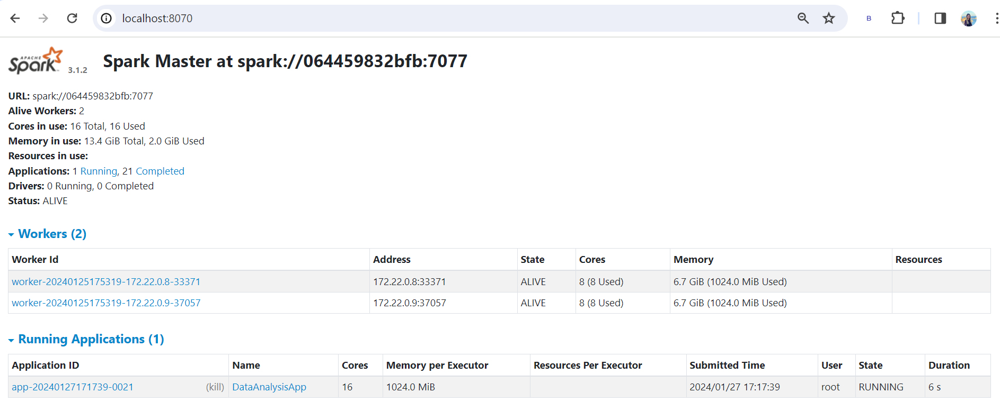 localhost:8070
B
APACHE
Spark 3.1.2 Spark Master at spark://064459832bfb:7077
URL: spark://064459832bfb:7077
Alive Workers: 2
Cores in use: 16 Total, 16 Used
Memory in use: 13.4 GiB Total, 2.0 GiB Used
Resources in use:
Applications: 1 Running, 21 Completed
Drivers: 0 Running, 0 Completed
Status: ALIVE
Workers (2)
Worker Id Address State Cores Memory Resources
worker-20240125175319-172.22.0.8-33371 172.22.0.8:33371 ALIVE 8 (8 Used) 6.7 GiB (1024.0 MiB Used)
worker-20240125175319-172.22.0.9-37057 172.22.0.9:37057 ALIVE 8 (8 Used) 6.7 GiB (1024.0 MiB Used)
Running Applications (1)
Application ID Name Cores Memory per Executor Resources Per Executor Submitted Time User State Duration
app-20240127171739-0021 (kill) DataAnalysisApp 16 1024.0 MiB 2024/01/27 17:17:39 root RUNNING 6 s